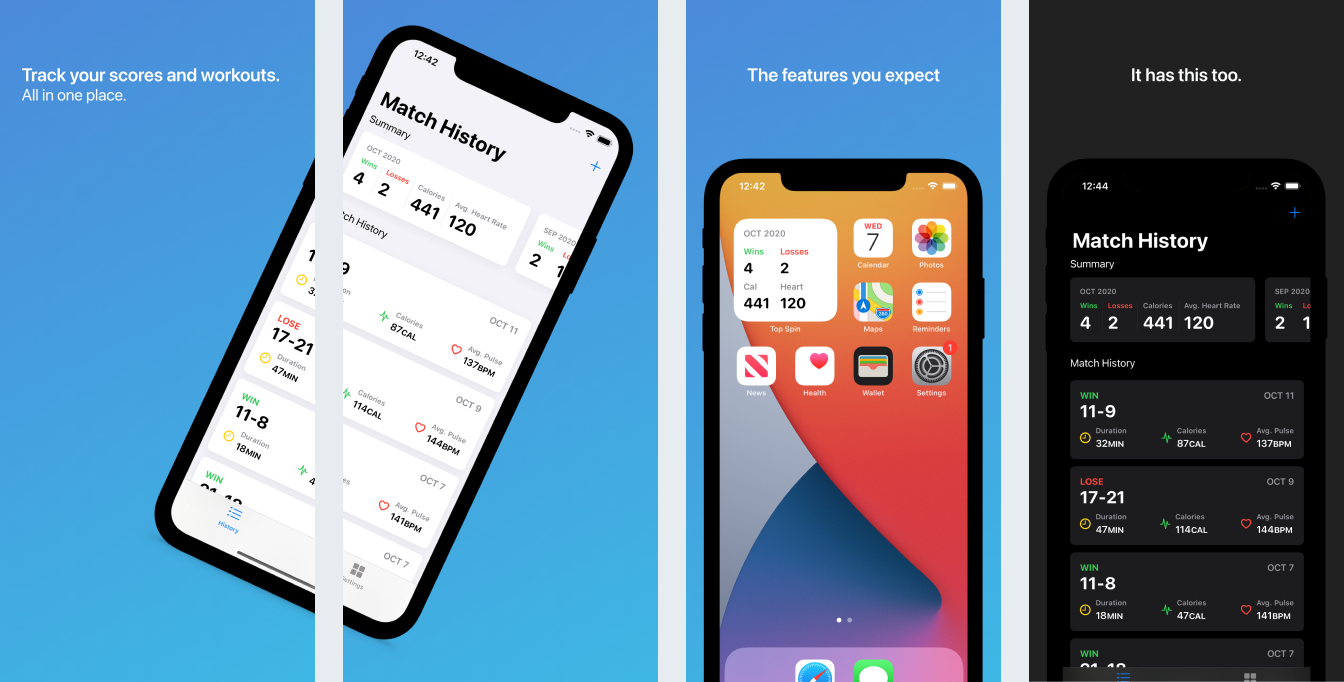 Track your scores and workouts.
All in one place.
LOSE
17-21
Duration
47MIN
WIN
11-8
Duration
18MIN
WIN
History
12:42
Match History
Summary
OCT 2020
Wins Losses Calories Avg. Heart Rate
4 2 441 120
SEP 2020
Wins
2
History
OCT 11
Calories Avg. Pulse
87CAL 137BPM
OCT 9
Calories Avg. Pulse
114CAL 144BPM
OCT 7
Avg. Pulse
141BPM
OCT 7
The features you expect
12:42
OCT 2020
Wins Losses
4 2
Cal Heart
441 120
Top Spin
WED
7
Calendar
Photos
280
Maps
Reminders
1
News
Health
Wallet
Settings
It has this too.
12:44
Match History
Summary
OCT 2020
Wins Losses Calories Avg. Heart Rate
4 2 441 120
SEP 2020
Wins
2
Match History
WIN OCT 11
11-9
Duration Calories Avg. Pulse
32MIN 87CAL 137BPM
LOSE OCT 9
17-21
Duration Calories Avg. Pulse
47MIN 114CAL 144BPM
WIN OCT 7
11-8
Duration Calories Avg. Pulse
18MIN 47CAL 141BPM
WIN OCT 7